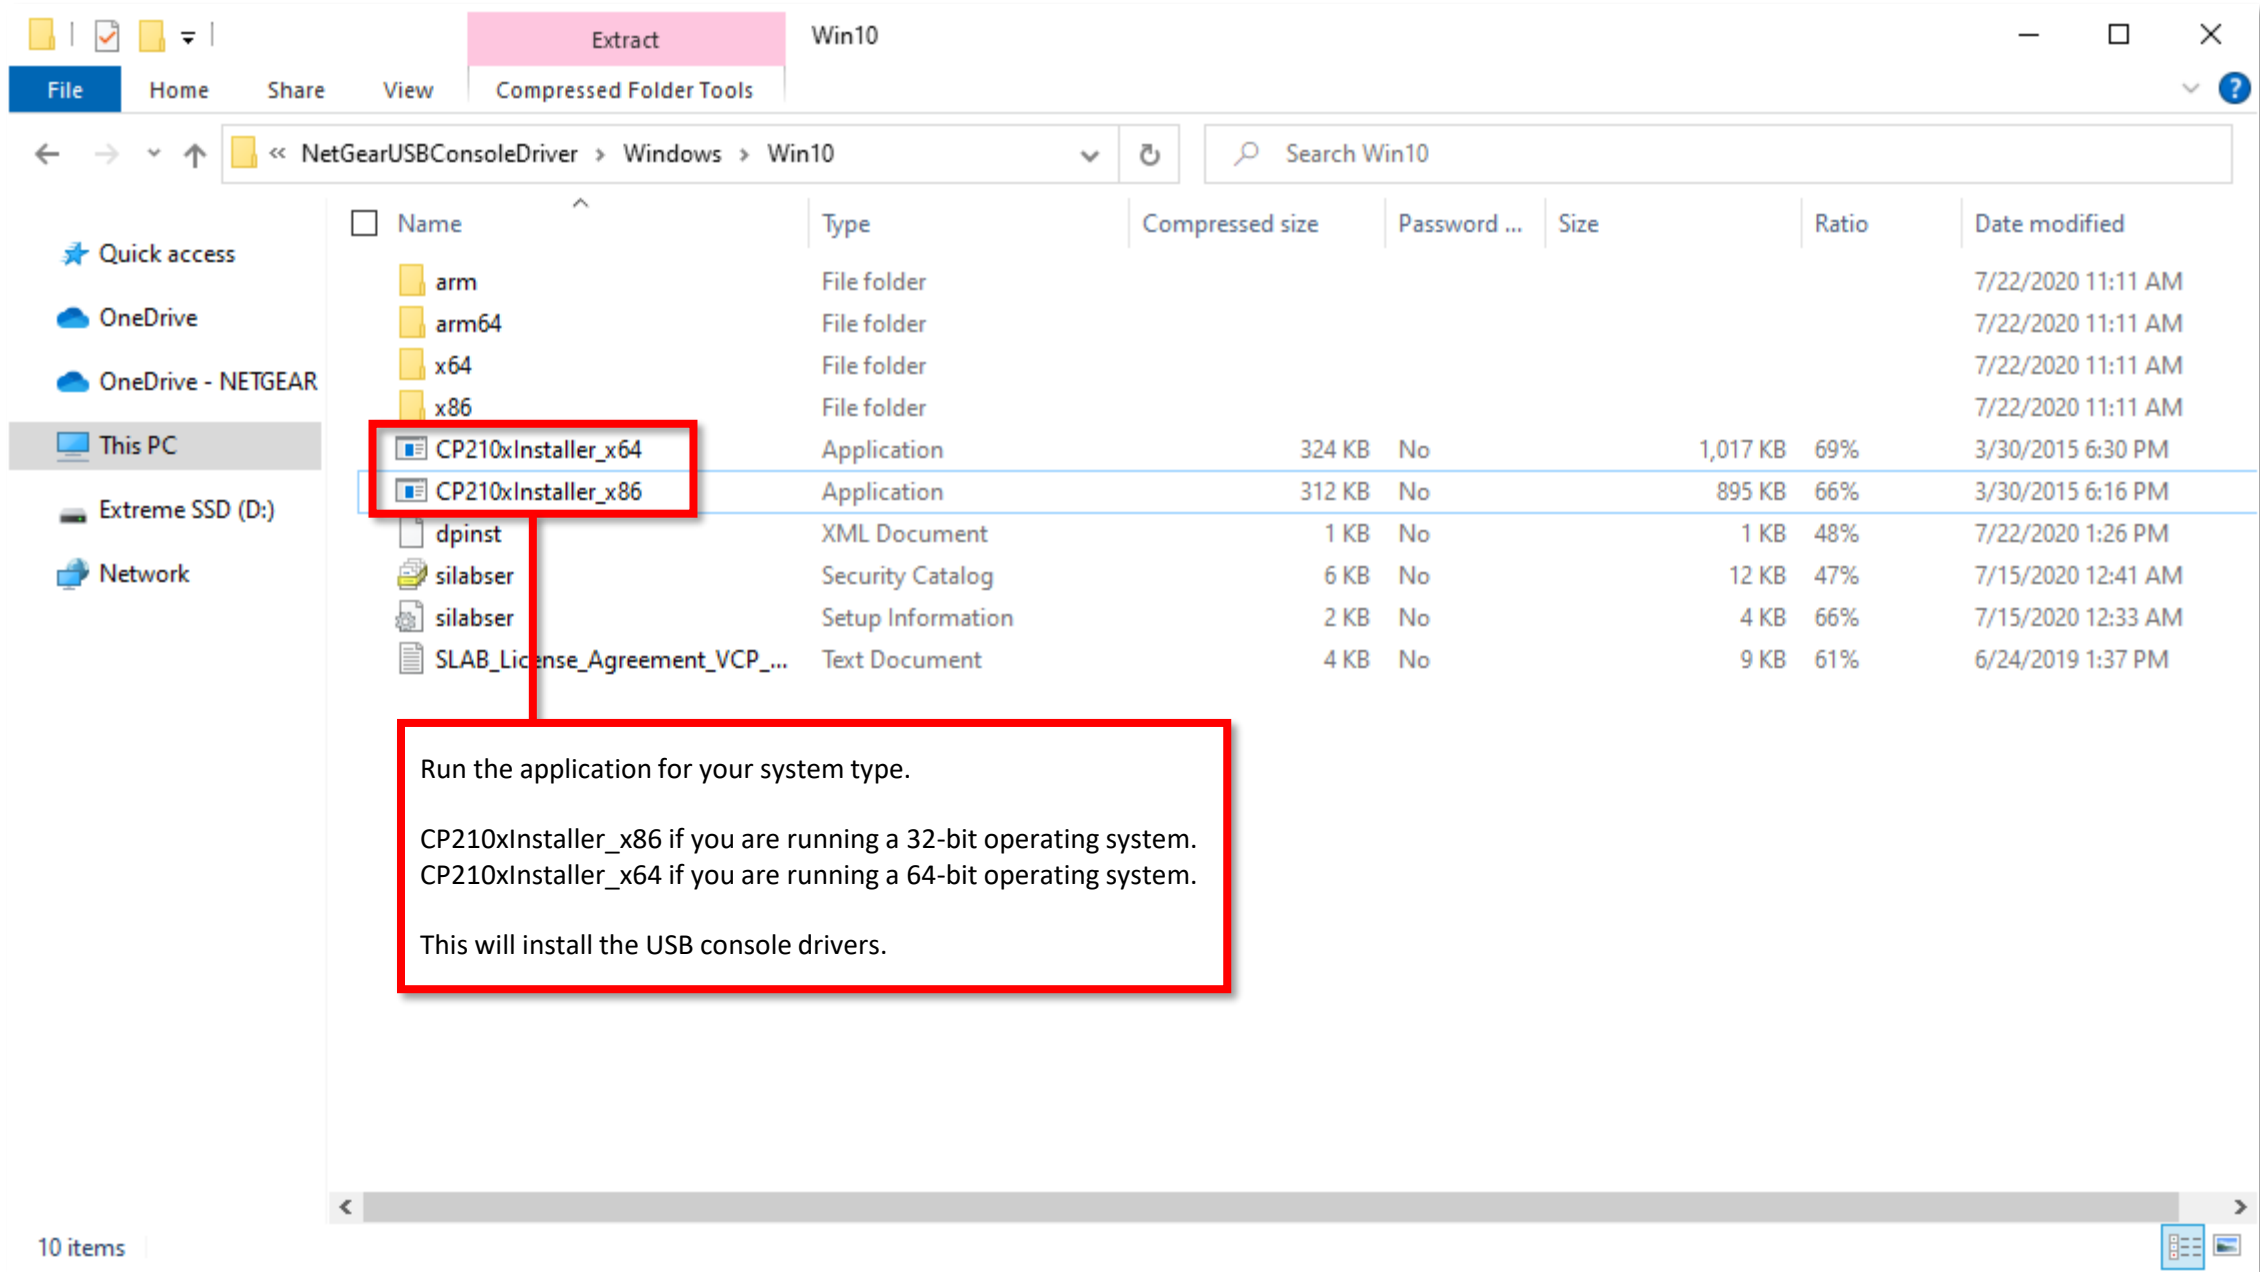 Extract
Win10
File
Home
Share
View
Compressed Folder Tools
« NetGearUSBConsoleDriver > Windows > Win10
Search Win10
Quick access
OneDrive
OneDrive - NETGEAR
This PC
Extreme SSD (D:)
Network
Name Type Compressed size Password ... Size Ratio Date modified
arm File folder 7/22/2020 11:11 AM
arm64 File folder 7/22/2020 11:11 AM
x64 File folder 7/22/2020 11:11 AM
x86 File folder 7/22/2020 11:11 AM
CP210xInstaller_x64 Application 324 KB No 1,017 KB 69% 3/30/2015 6:30 PM
CP210xInstaller_x86 Application 312 KB No 895 KB 66% 3/30/2015 6:16 PM
dpinst XML Document 1 KB No 1 KB 48% 7/22/2020 1:26 PM
silabser Security Catalog 6 KB No 12 KB 47% 7/15/2020 12:41 AM
silabser Setup Information 2 KB No 4 KB 66% 7/15/2020 12:33 AM
SLAB_License_Agreement_VCP_... Text Document 4 KB No 9 KB 61% 6/24/2019 1:37 PM
Run the application for your system type.
CP210xInstaller_x86 if you are running a 32-bit operating system.
CP210xInstaller_x64 if you are running a 64-bit operating system.
This will install the USB console drivers.
10 items